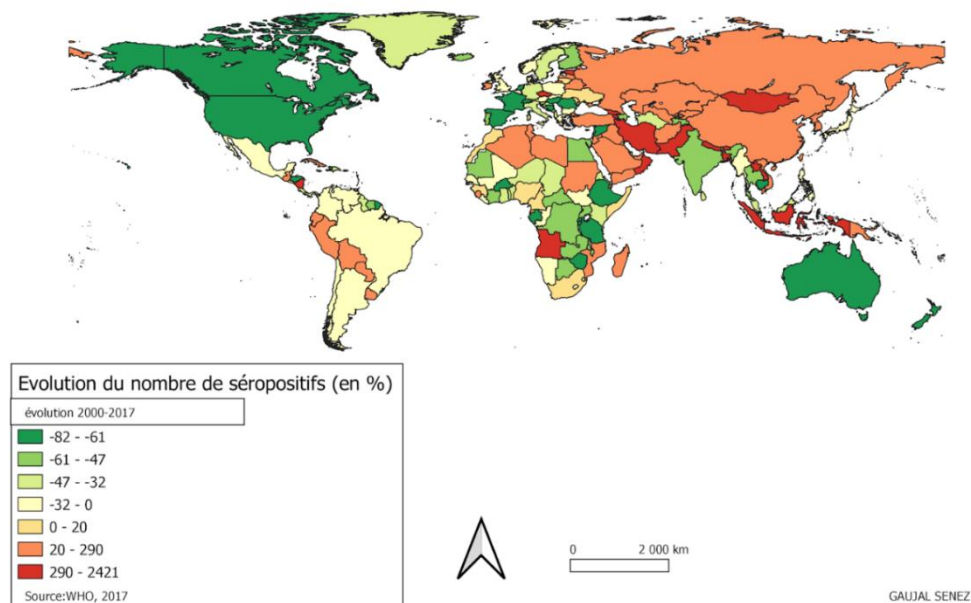 Evolution du nombre de séropositifs (en %)
évolution 2000-2017
-82 - -61
-61 - -47
-47 - -32
-32 - 0
0 - 20
20 - 290
290 - 2421
Source:WHO, 2017
0 2 000 km
GAUJAL SENEZ